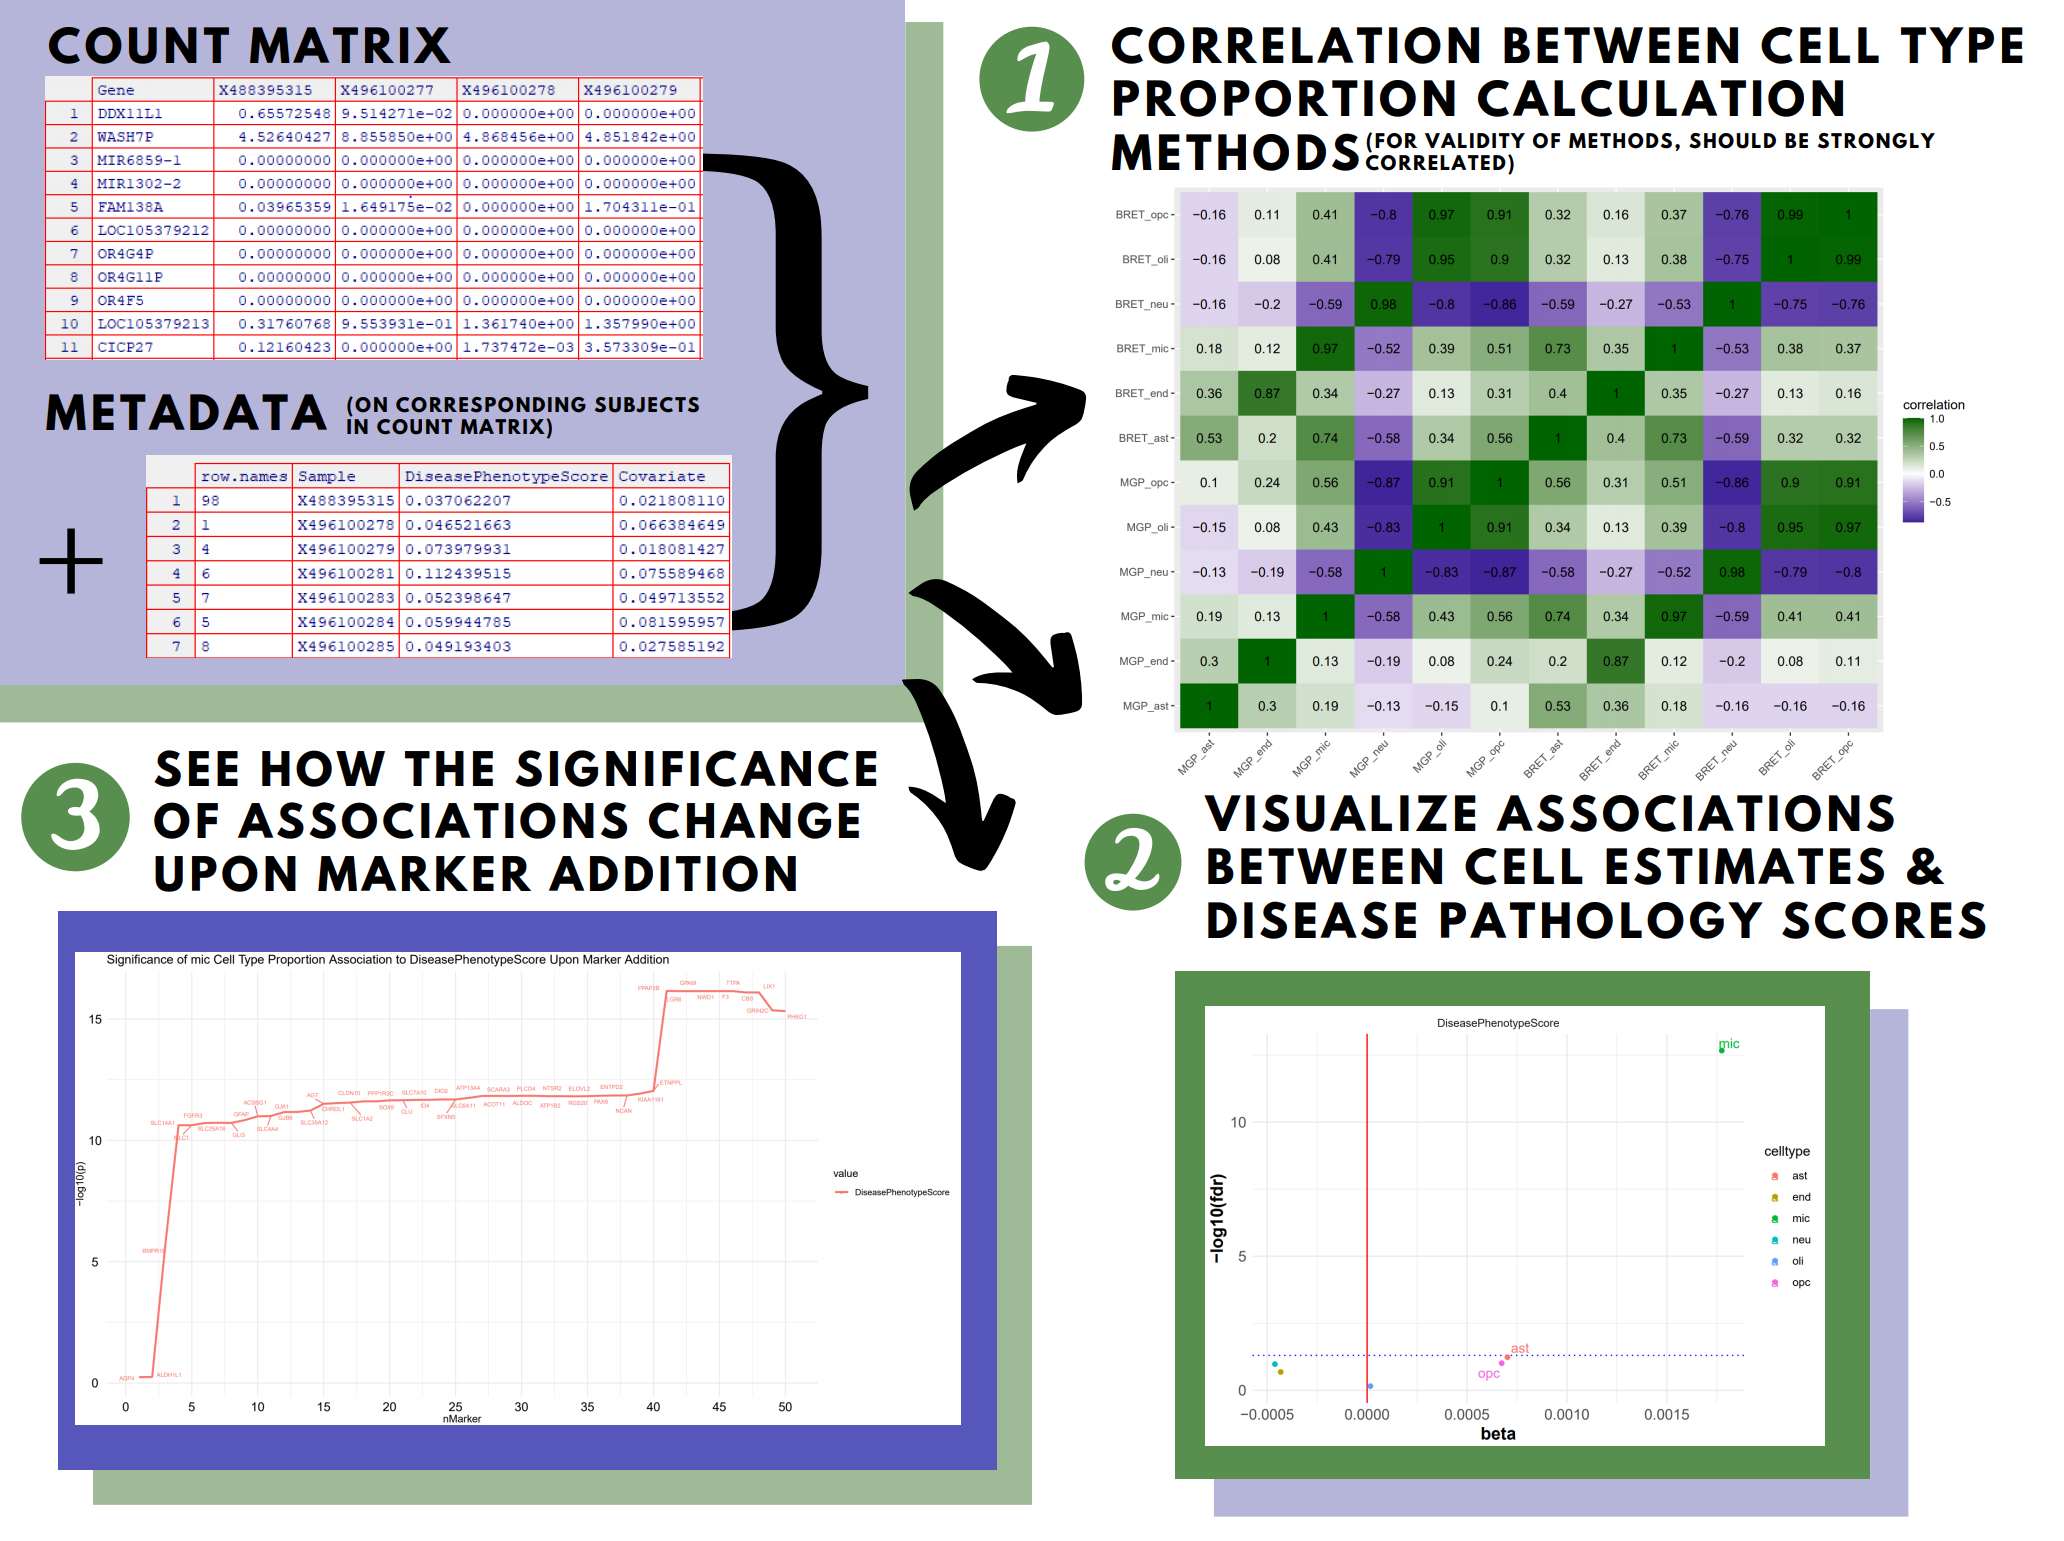 COUNT MATRIX
Gene X488395315 X496100277 X496100278 X496100279
1 DDX11L1 0.65572548 9.514271e-02 0.000000e+00 0.000000e+00
2 WASH7P 4.52640427 8.855850e+00 4.868456e+00 4.851842e+00
3 MIR6859-1 0.00000000 0.000000e+00 0.000000e+00 0.000000e+00
4 MIR1302-2 0.00000000 0.000000e+00 0.000000e+00 0.000000e+00
5 FAM138A 0.03965359 1.649175e-02 0.000000e+00 1.704311e-01
6 LOC105379212 0.00000000 0.000000e+00 0.000000e+00 0.000000e+00
7 OR4G4P 0.00000000 0.000000e+00 0.000000e+00 0.000000e+00
8 OR4G11P 0.00000000 0.000000e+00 0.000000e+00 0.000000e+00
9 OR4F5 0.00000000 0.000000e+00 0.000000e+00 0.000000e+00
10 LOC105379213 0.31760768 9.553931e-01 1.361740e+00 1.357990e+00
11 CICP27 0.12160423 0.000000e+00 1.737472e-03 3.573309e-01
METADATA (ON CORRESPONDING SUBJECTS
IN COUNT MATRIX)
+
row.names Sample DiseasePhenotypeScore Covariate
1 98 X488395315 0.037062207 0.021808110
2 1 X496100278 0.046521663 0.066384649
3 4 X496100279 0.073979931 0.018081427
4 6 X496100281 0.112439515 0.075589468
5 7 X496100283 0.052398647 0.049713552
6 5 X496100284 0.059944785 0.081595957
7 8 X496100285 0.049193403 0.027585192
1
CORRELATION BETWEEN CELL TYPE
PROPORTION CALCULATION
METHODS (FOR VALIDITY OF METHODS, SHOULD BE STRONGLY
CORRELATED)
BRET_opc −0.16 0.11 0.41 −0.8 0.97 0.91 0.32 0.16 0.37 −0.76 0.99 1
BRET_oli −0.16 0.08 0.41 −0.79 0.95 0.9 0.32 0.13 0.38 −0.75 1 0.99
BRET_neu −0.16 −0.2 −0.59 0.98 −0.8 −0.86 −0.59 −0.27 −0.53 1 −0.75 −0.76
BRET_mic 0.18 0.12 0.97 −0.52 0.39 0.51 0.73 0.35 1 −0.53 0.38 0.37
BRET_end 0.36 0.87 0.34 −0.27 0.13 0.31 0.4 1 0.35 −0.27 0.13 0.16
BRET_ast 0.53 0.2 0.74 −0.58 0.34 0.56 1 0.4 0.73 −0.59 0.32 0.32
MGP_opc 0.1 0.24 0.56 −0.87 0.91 1 0.56 0.31 0.51 −0.86 0.9 0.91
MGP_oli −0.15 0.08 0.43 −0.83 1 0.91 0.34 0.13 0.39 −0.8 0.95 0.97
MGP_neu −0.13 −0.19 −0.58 1 −0.83 −0.87 −0.58 −0.27 −0.52 0.98 −0.79 −0.8
MGP_mic 0.19 0.13 1 −0.58 0.43 0.56 0.74 0.34 0.97 −0.59 0.41 0.41
MGP_end 0.3 1 0.13 −0.19 0.08 0.24 0.2 0.87 0.12 −0.2 0.08 0.11
MGP_ast 1 0.3 0.19 −0.13 −0.15 0.1 0.53 0.36 0.18 −0.16 −0.16 −0.16
MGP_ast MGP_end MGP_mic MGP_neu MGP_oli MGP_opc BRET_ast BRET_end BRET_mic BRET_neu BRET_oli BRET_opc
correlation
1.0
0.5
0.0
−0.5
2
VISUALIZE ASSOCIATIONS
BETWEEN CELL ESTIMATES &
DISEASE PATHOLOGY SCORES
DiseasePhenotypeScore
−log10(fdr)
10
5
0
mic
ast
opc
−0.0005 0.0000 0.0005 0.0010 0.0015
beta
celltype
ast
end
mic
neu
oli
opc
3
SEE HOW THE SIGNIFICANCE
OF ASSOCIATIONS CHANGE
UPON MARKER ADDITION
Significance of mic Cell Type Proportion Association to DiseasePhenotypeScore Upon Marker Addition
−log10(p)
15
10
5
0
AQP4 ALDH1L1
SLC14A1 FGFR3 SLC25A18 GLI3 GFAP ACSBG1 SLC4A4 GJA1 GJB6 AGT SLC39A12 CHRDL1 CLDN10 SLC1A2 PPP1R3C SOX9 SLC7A10 CLU ID4 DIO2 SFXN5 ATP13A4 SLC6A11 SCARA3 ACOT11 PLCD4 ALDOC NTSR2 ATP1B2 ELOVL2 RGS20 PAX6 ENTPD2 NCAN KIAA1161 ETNPPL
PPAP2B LGR6 GPAM NWD1 F3 TTPA CBS LIX1 GRIN2C PHKG1
0 5 10 15 20 25 30 35 40 45 50
nMarker
value
DiseasePhenotypeScore